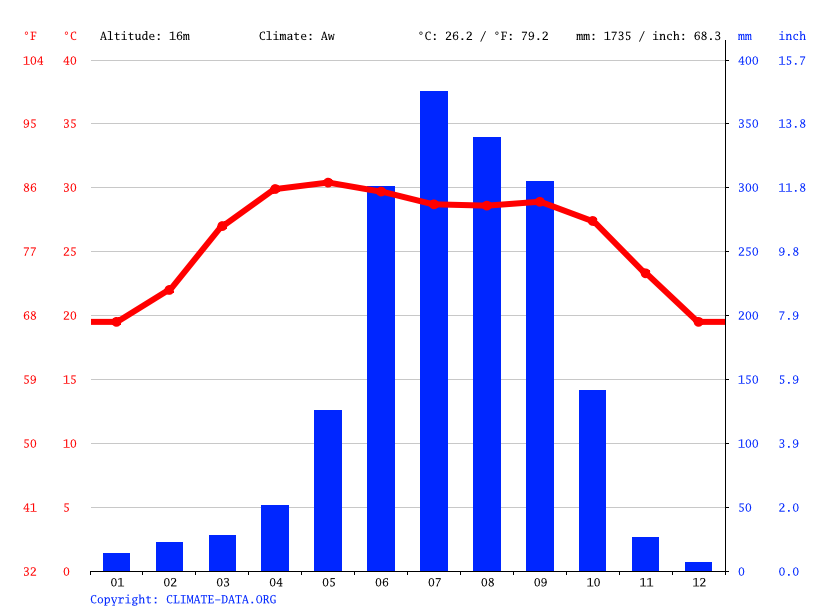 °F °C Altitude: 16m Climate: Aw °C: 26.2 / °F: 79.2 mm: 1735 / inch: 68.3 mm inch
104 40 400 15.7
95 35 350 13.8
86 30 300 11.8
77 25 250 9.8
68 20 200 7.9
59 15 150 5.9
50 10 100 3.9
41 5 50 2.0
32 0 0 0.0
01 02 03 04 05 06 07 08 09 10 11 12
Copyright: CLIMATE-DATA.ORG